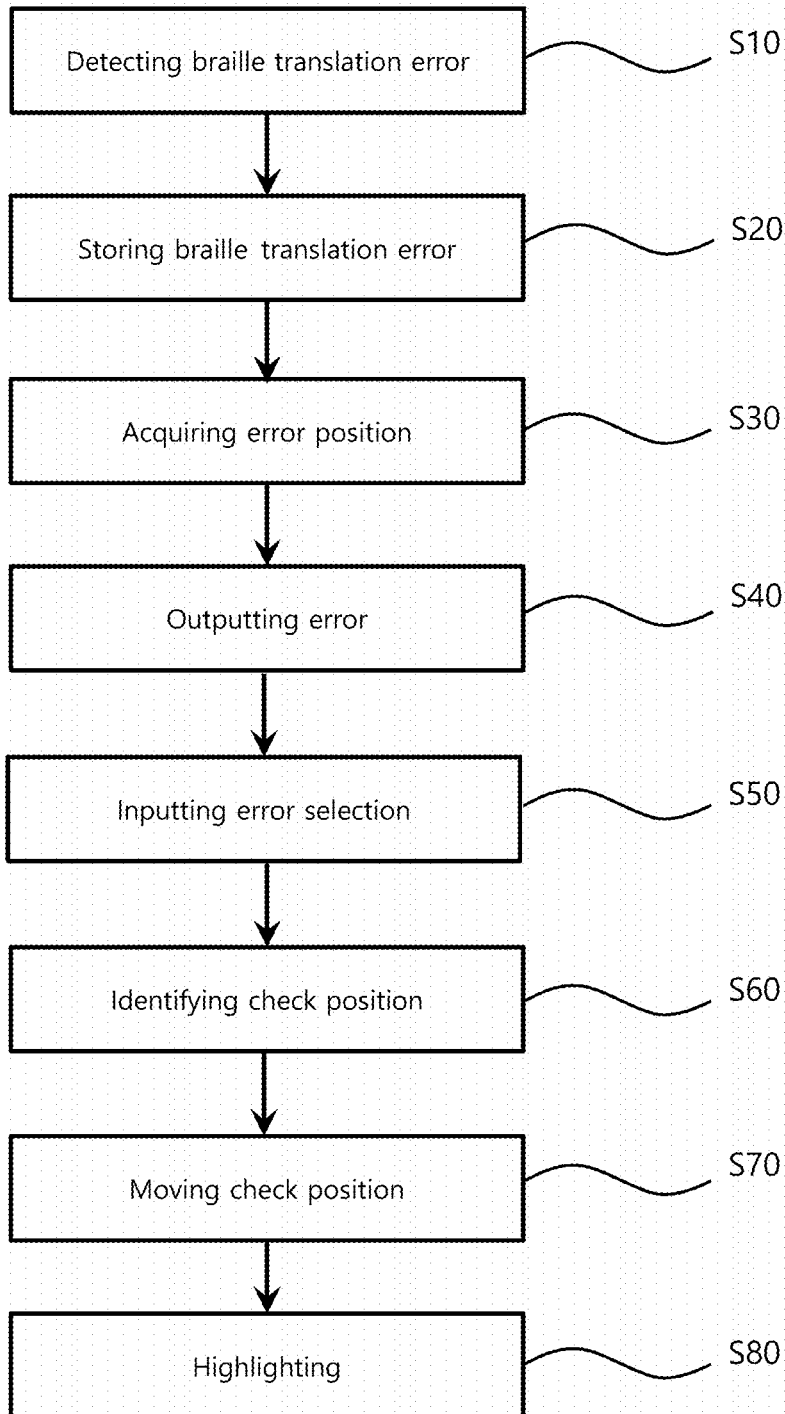 Detecting braille translation error
S10
Storing braille translation error
S20
Acquiring error position
S30
Outputting error
S40
Inputting error selection
S50
Identifying check position
S60
Moving check position
S70
Highlighting
S80